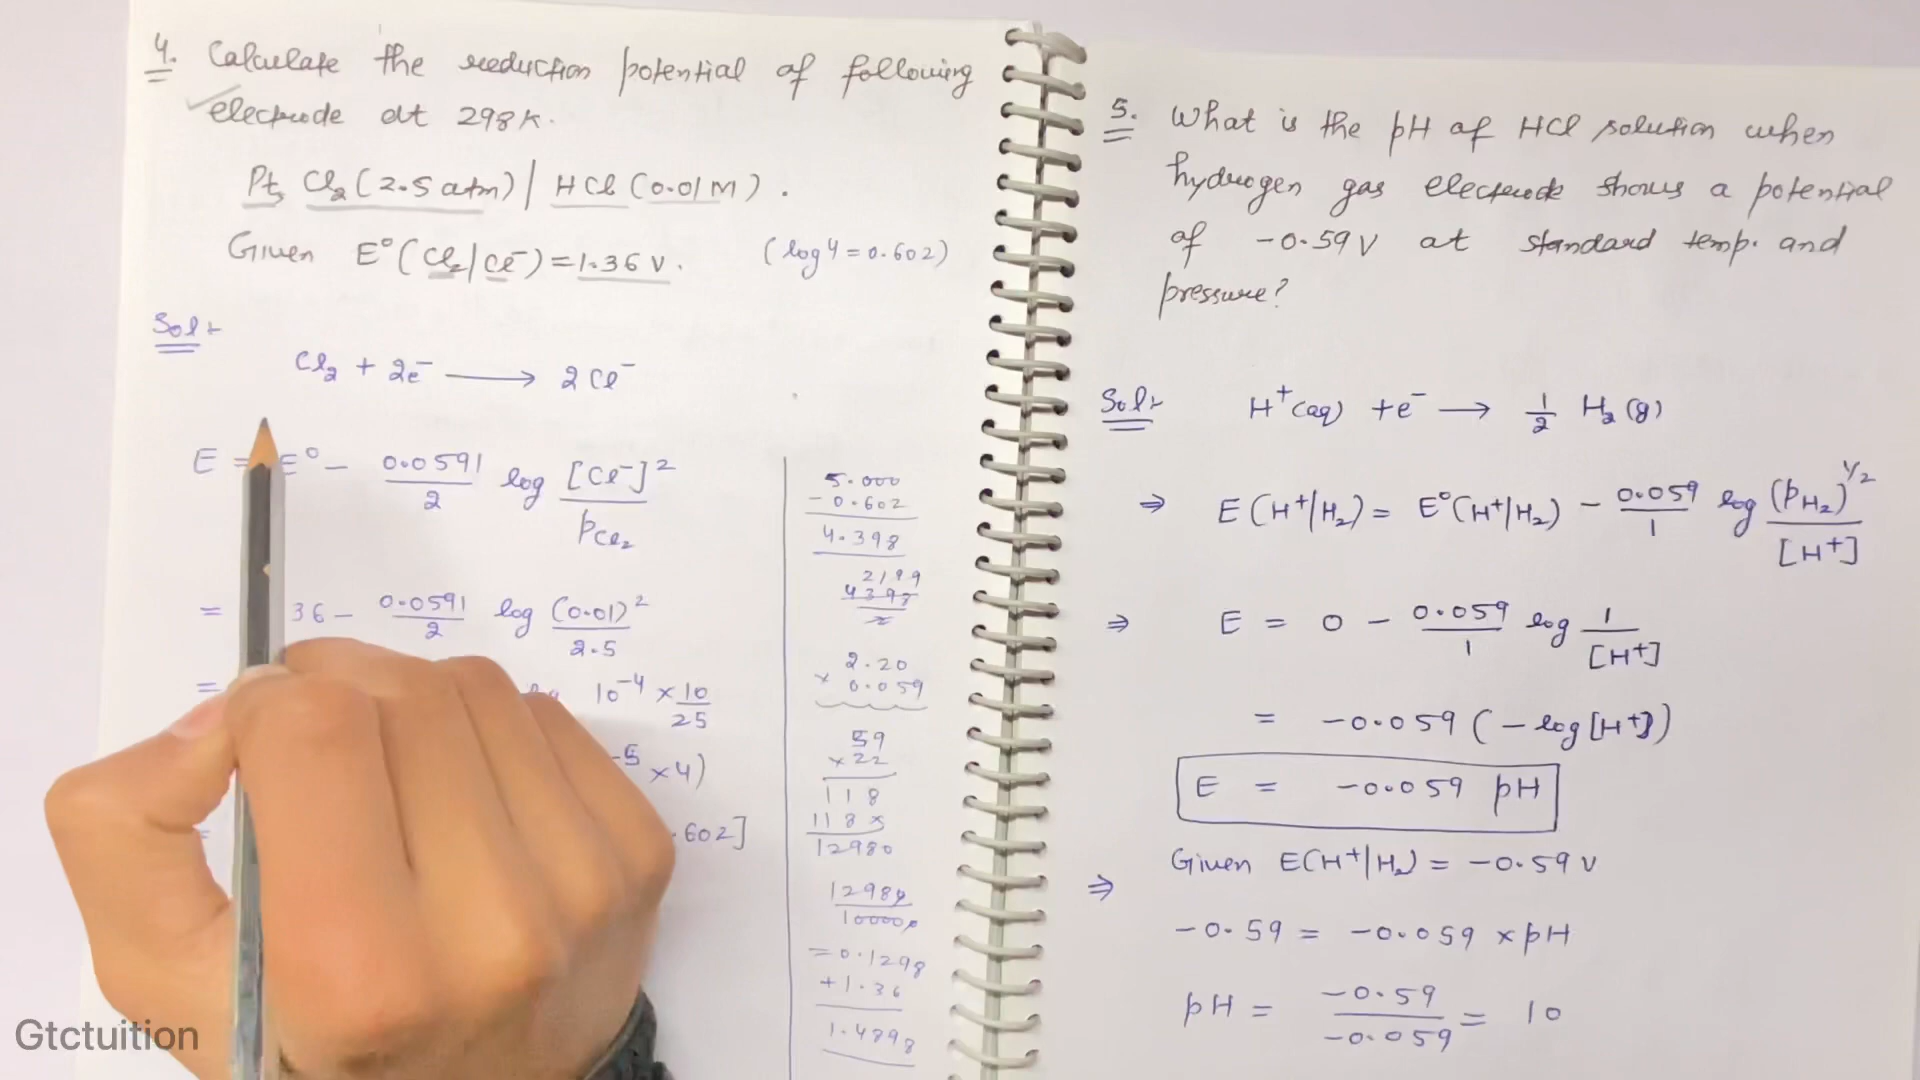 4. Calculate the reduction potential of following
electrode at 298K.
Pt, Cl₂ (2.5 atm) | HCl (0.01 M) .
Given E⁰ (Cl₂/Cl⁻) = 1.36 V. (log 4 = 0.602)
Sol:-
Cl₂ + 2e⁻ ⟶ 2Cl⁻
E = E⁰ - 0.0591/2 log [Cl⁻]²/pCl₂
= 36 - 0.0591/2 log (0.01)²/2.5
= 10⁻⁴ × 10/25
-5 × 4)
= .602]
5.000
- 0.602
4.398
2199
2.20
× 0.059
59
× 22
118
118×
12980
= 0.1298
+ 1.36
1.4898
5. What is the pH of HCl solution when
hydrogen gas electrode shows a potential
of -0.59 V at standard temp. and
pressure?
Sol:-
H⁺(aq) + e⁻ ⟶ 1/2 H₂(g)
⇒ E(H⁺|H₂) = E⁰(H⁺|H₂) - 0.059/1 log (pH₂)^1/2/[H⁺]
⇒ E = 0 - 0.059/1 log 1/[H⁺]
= -0.059 (-log[H⁺])
E = -0.059 pH
Given E(H⁺|H₂) = -0.59 V
⇒
-0.59 = -0.059 × pH
pH = -0.59/-0.059 = 10
Gtctuition